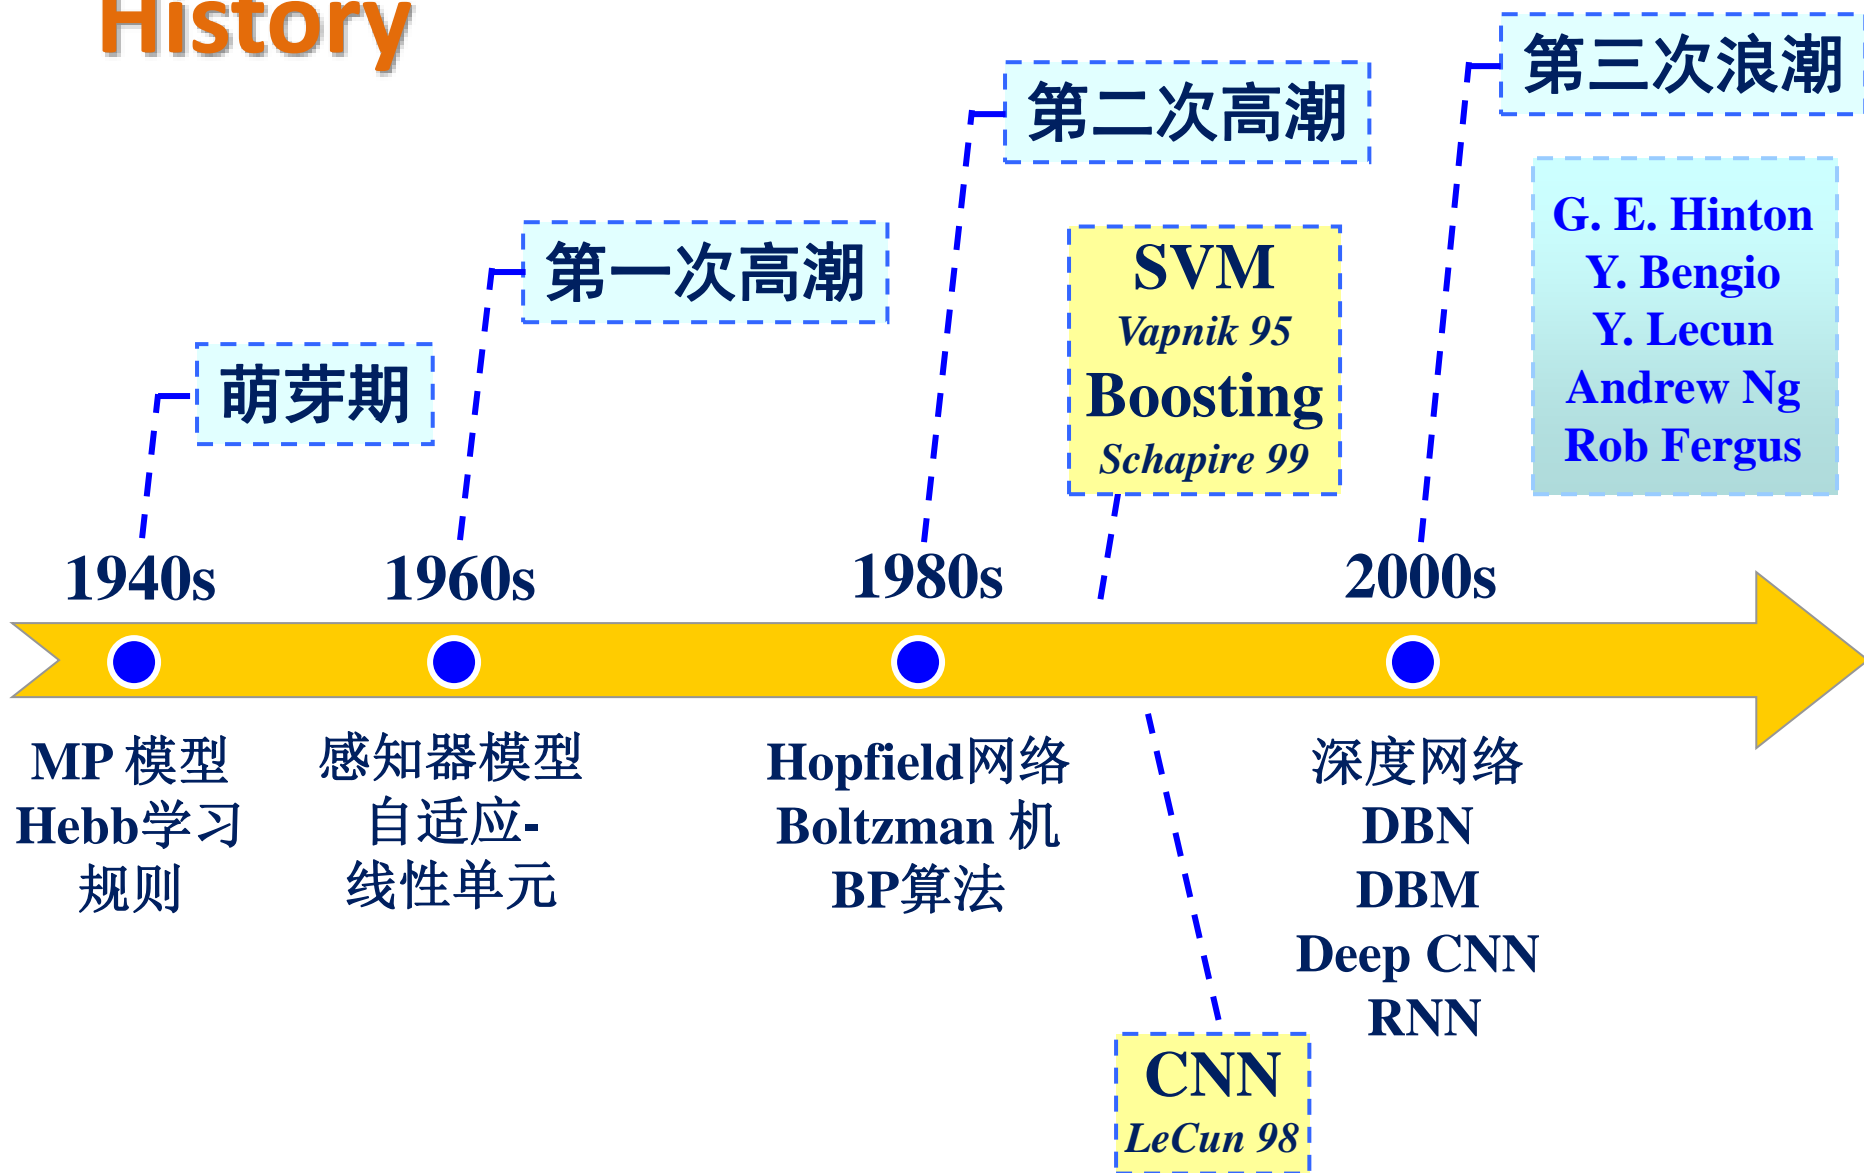 History
第三次浪潮
第二次高潮
第一次高潮
萌芽期
G. E. Hinton
Y. Bengio
Y. Lecun
Andrew Ng
Rob Fergus
SVM
Vapnik 95
Boosting
Schapire 99
1940s
1960s
1980s
2000s
MP 模型
Hebb学习
规则
感知器模型
自适应-
线性单元
Hopfield网络
Boltzman 机
BP算法
深度网络
DBN
DBM
Deep CNN
RNN
CNN
LeCun 98